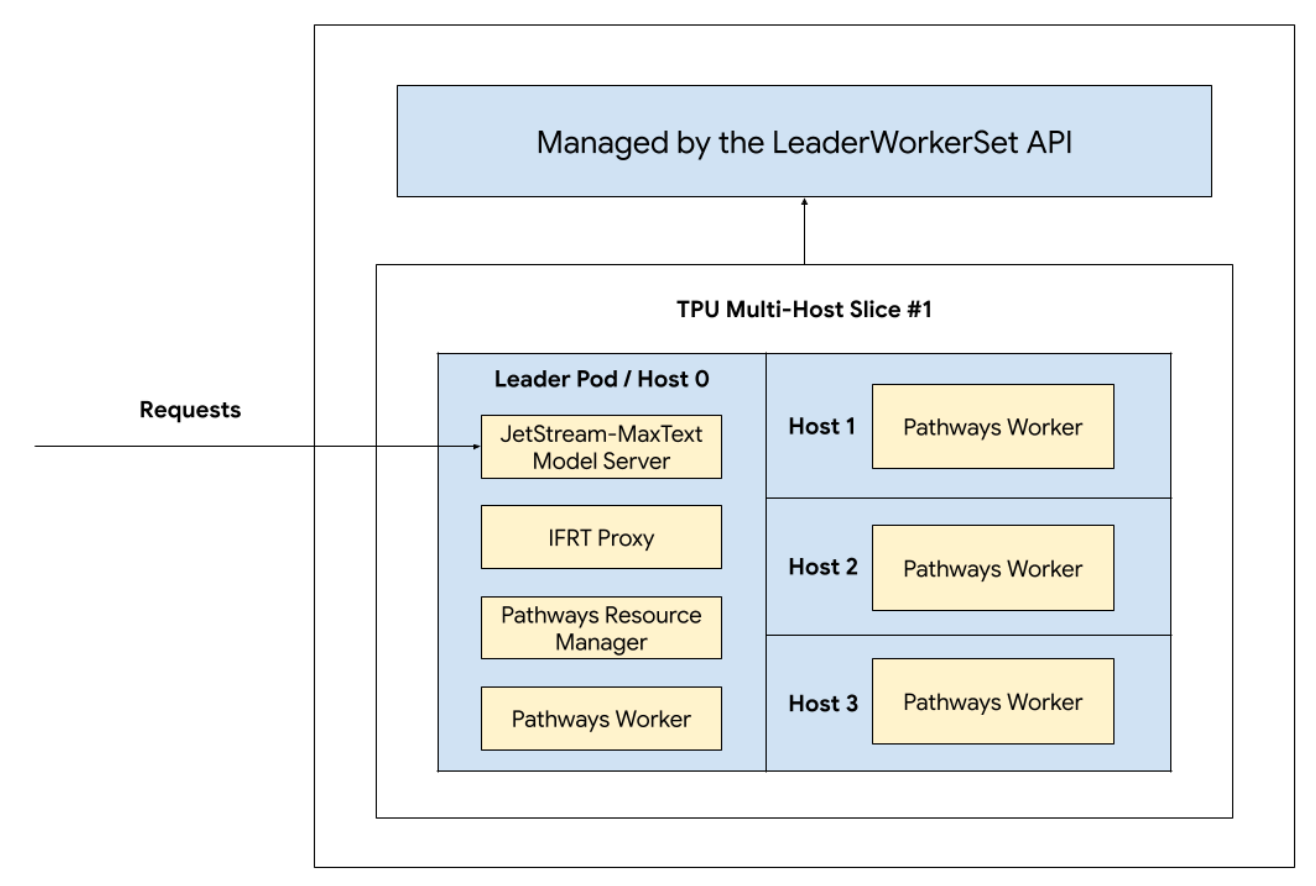 Managed by the LeaderWorkerSet API
TPU Multi-Host Slice #1
Requests
Leader Pod / Host 0
JetStream-MaxText
Model Server
IFRT Proxy
Pathways Resource
Manager
Pathways Worker
Host 1
Pathways Worker
Host 2
Pathways Worker
Host 3
Pathways Worker